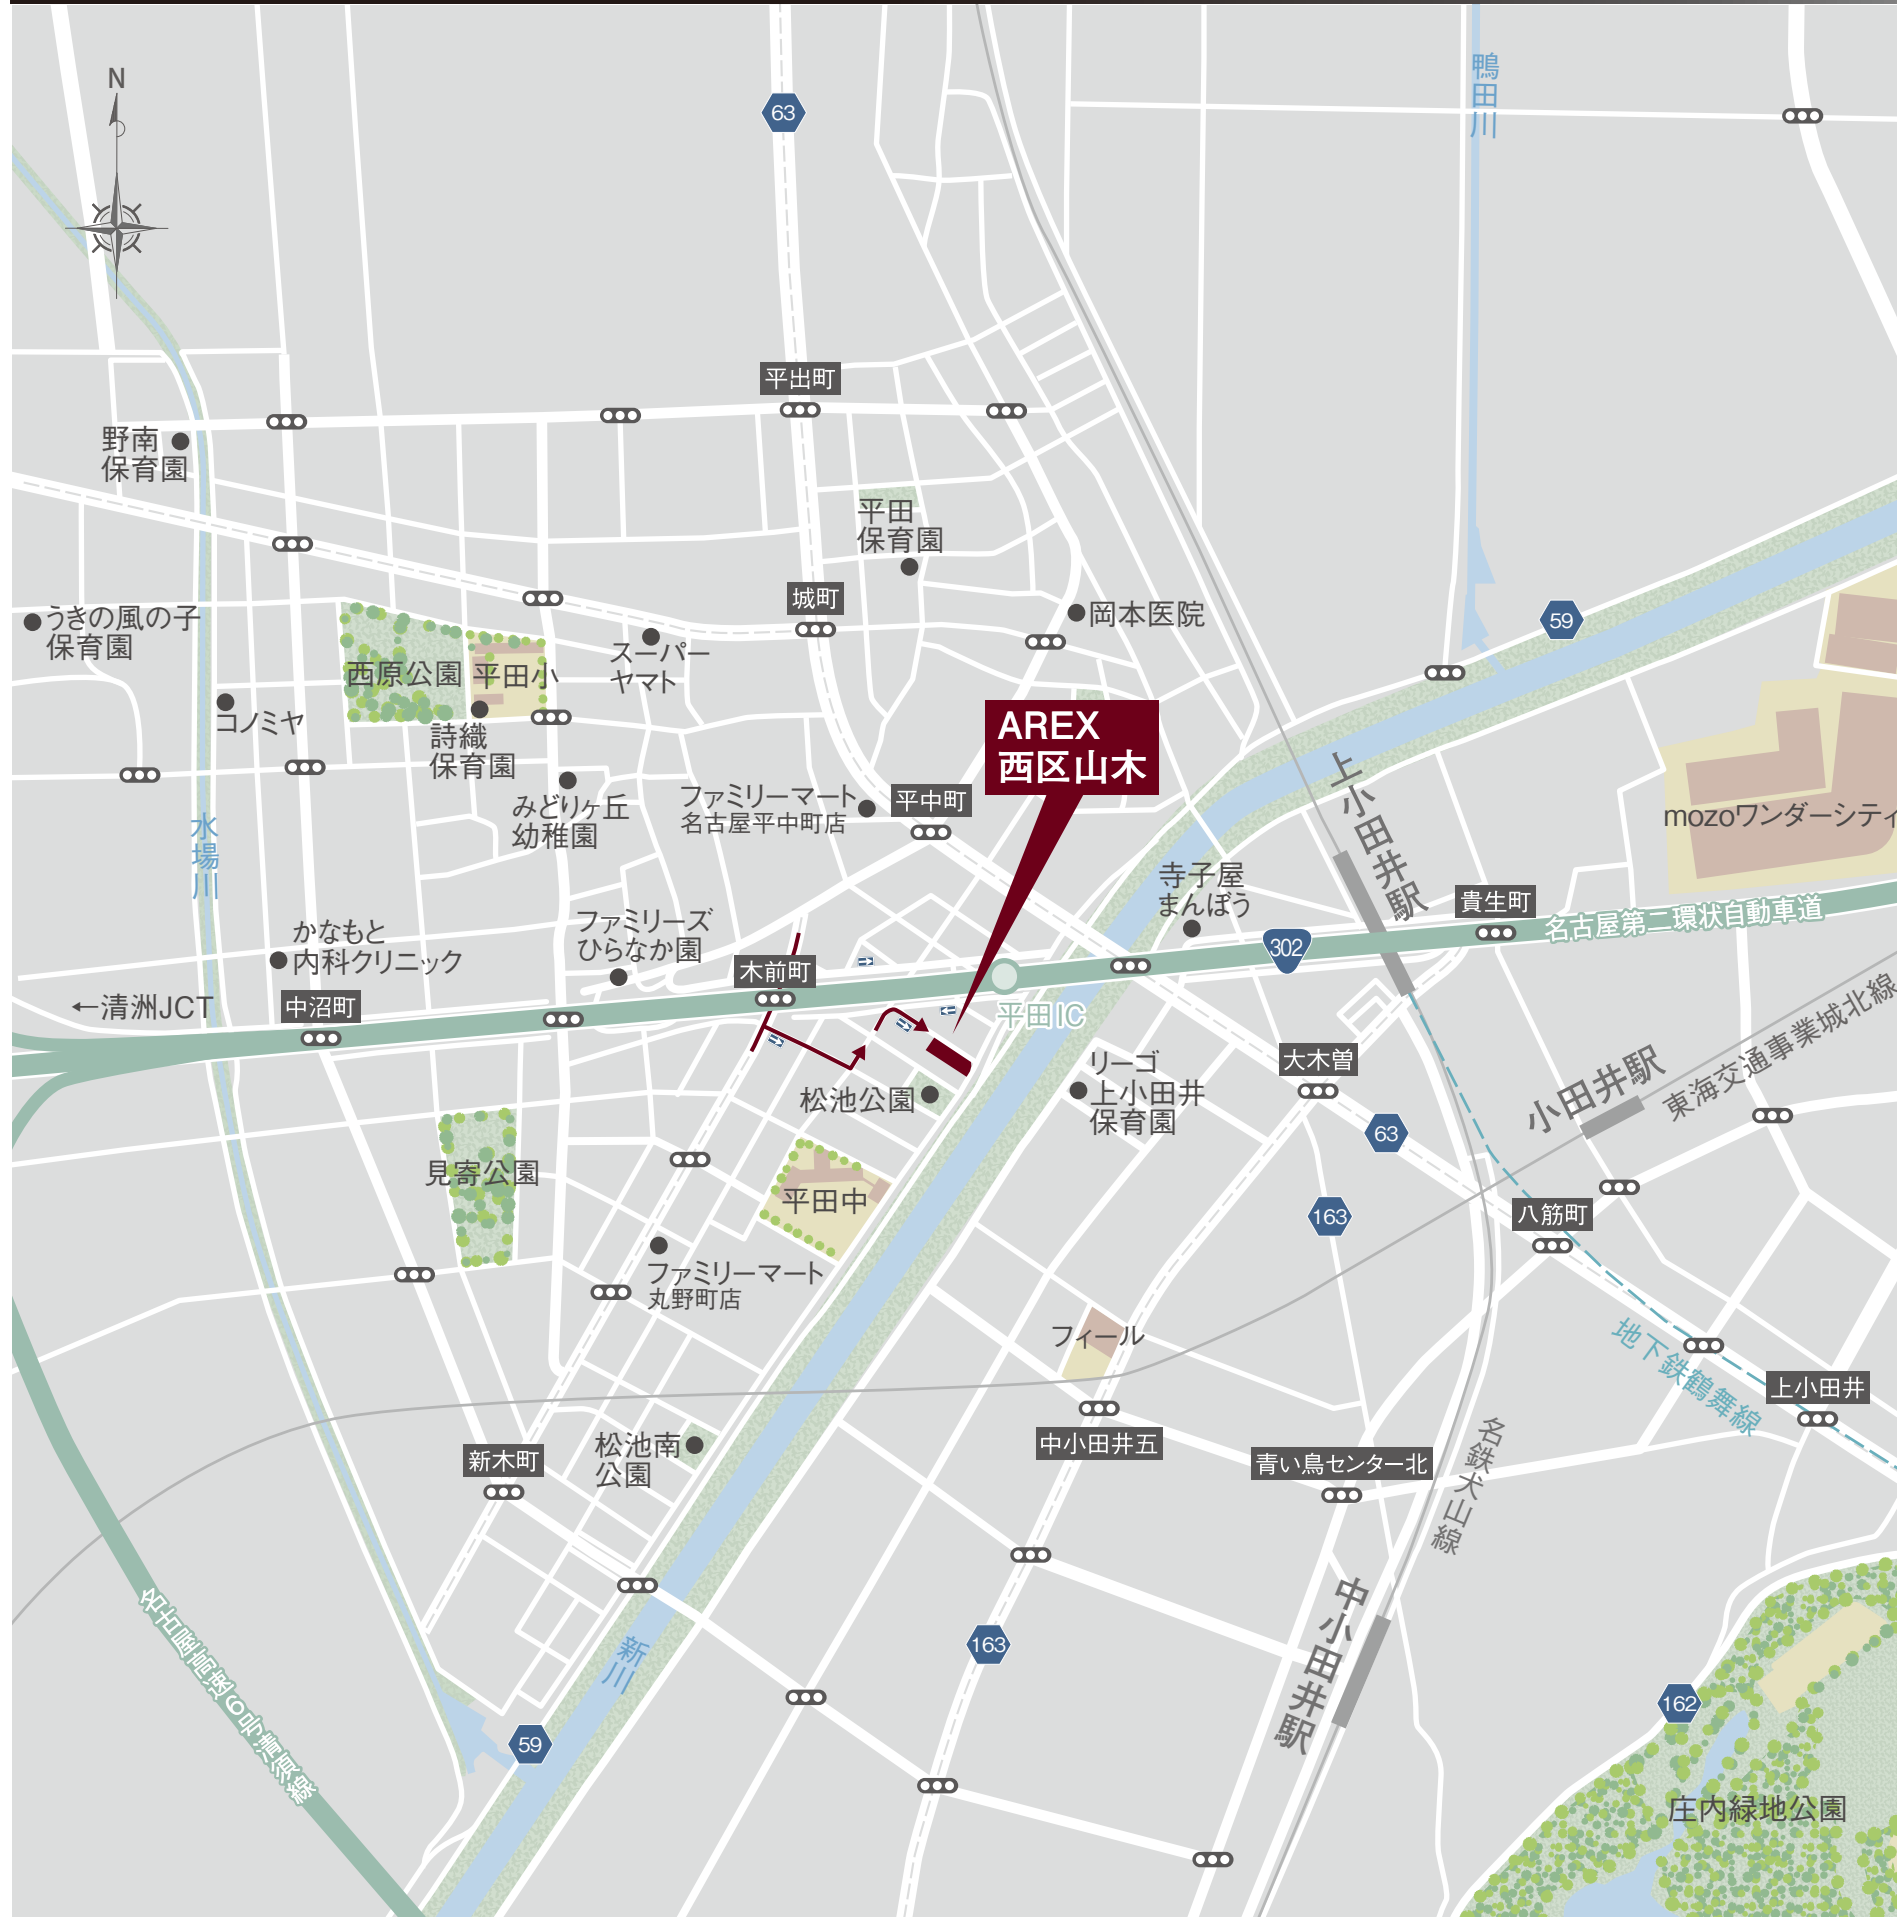 N
63
鴨田川
平出町
野南
保育園
平田
保育園
城町
岡本医院
59
うきの風の子
保育園
西原公園
平田小
スーパー
ヤマト
コノミヤ
詩織
保育園
AREX
西区山木
上小田井駅
みどりヶ丘
幼稚園
ファミリーマート
名古屋平中町店
平中町
mozoワンダーシティ
水場川
寺子屋
まんぼう
貴生町
名古屋第二環状自動車道
かなもと
内科クリニック
ファミリーズ
ひらなか園
302
木前町
←清洲JCT
中沼町
平田IC
大木曽
リーゴ
上小田井
保育園
小田井駅
東海交通事業城北線
松池公園
63
見寄公園
平田中
163
八筋町
ファミリーマート
丸野町店
フィール
地下鉄鶴舞線
上小田井
中小田井五
新木町
松池南
公園
青い鳥センター北
名鉄犬山線
名古屋高速6号清須線
新川
163
中小田井駅
162
59
庄内緑地公園